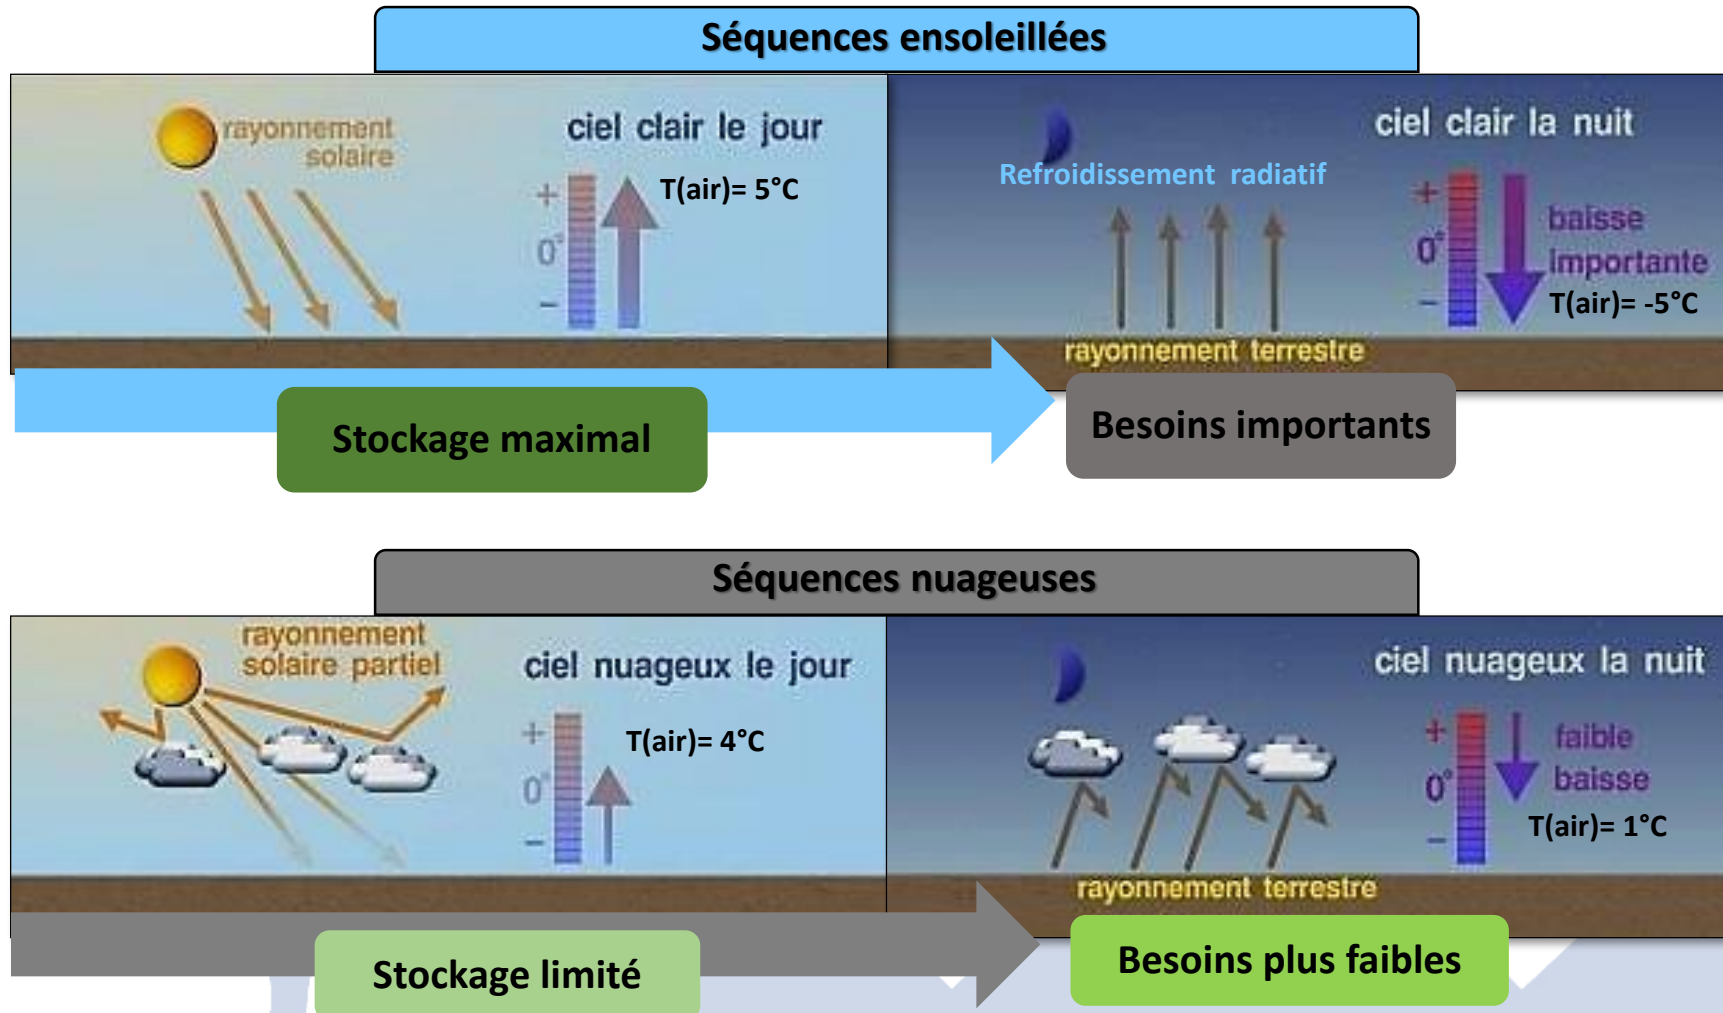 Séquences ensoleillées
rayonnement
solaire
ciel clair le jour
T(air)= 5°C
+
0°
−
ciel clair la nuit
Refroidissement radiatif
+
0°
−
baisse
importante
T(air)= -5°C
rayonnement terrestre
Stockage maximal
Besoins importants
Séquences nuageuses
rayonnement
solaire partiel
ciel nuageux le jour
T(air)= 4°C
+
0°
−
ciel nuageux la nuit
+
0°
−
faible
baisse
T(air)= 1°C
rayonnement terrestre
Stockage limité
Besoins plus faibles